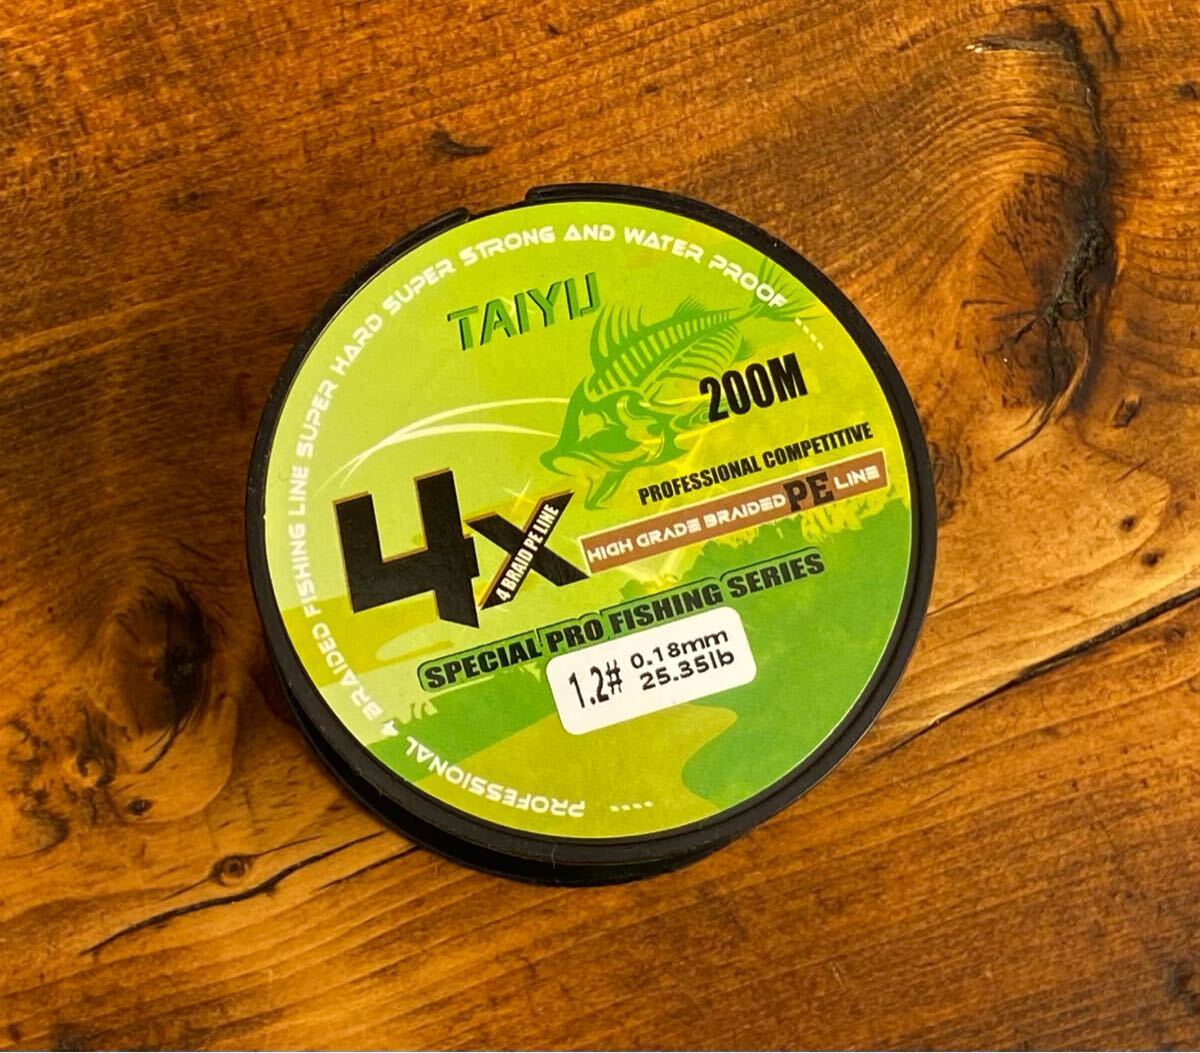 PROFESSIONAL 4 BRAIDED FISHING LINE SUPER HARD SUPER STRONG AND WATER PROOF ....
TAIYU
200M
4X
4 BRAID PE LINE
PROFESSIONAL COMPETITIVE
HIGH GRADE BRAIDED PE LINE
SPECIAL PRO FISHING SERIES
1.2# 0.18mm
25.35lb